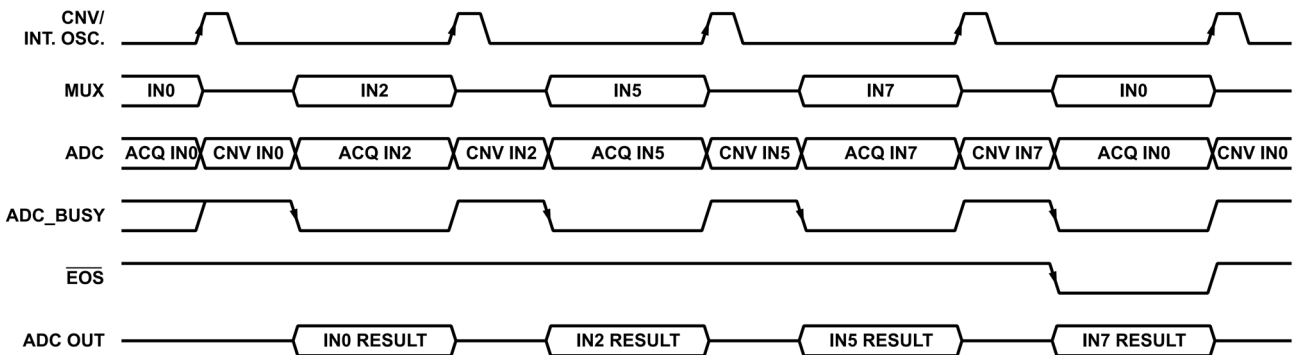 CNV/
INT. OSC.
MUX IN0 IN2 IN5 IN7 IN0
ADC ACQ IN0 CNV IN0 ACQ IN2 CNV IN2 ACQ IN5 CNV IN5 ACQ IN7 CNV IN7 ACQ IN0 CNV IN0
ADC_BUSY
EOS
ADC OUT IN0 RESULT IN2 RESULT IN5 RESULT IN7 RESULT